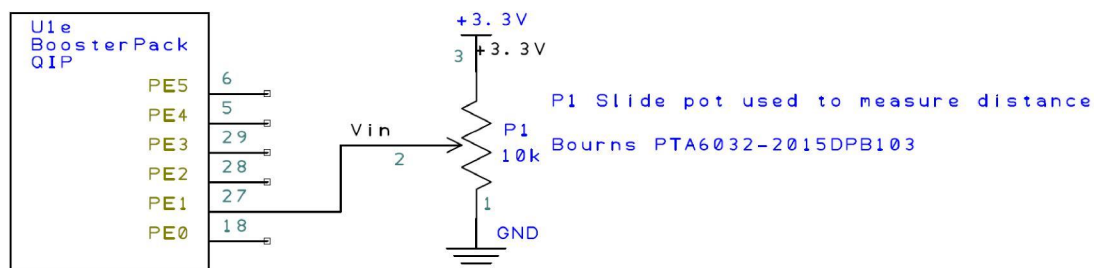 U1e
BoosterPack
QIP
PE5 6
PE4 5
PE3 29
PE2 28
PE1 27
PE0 18
Vin
2
+3.3V
+3.3V
3
P1
10k
1
GND
P1 Slide pot used to measure distance
Bourns PTA6032-2015DPB103